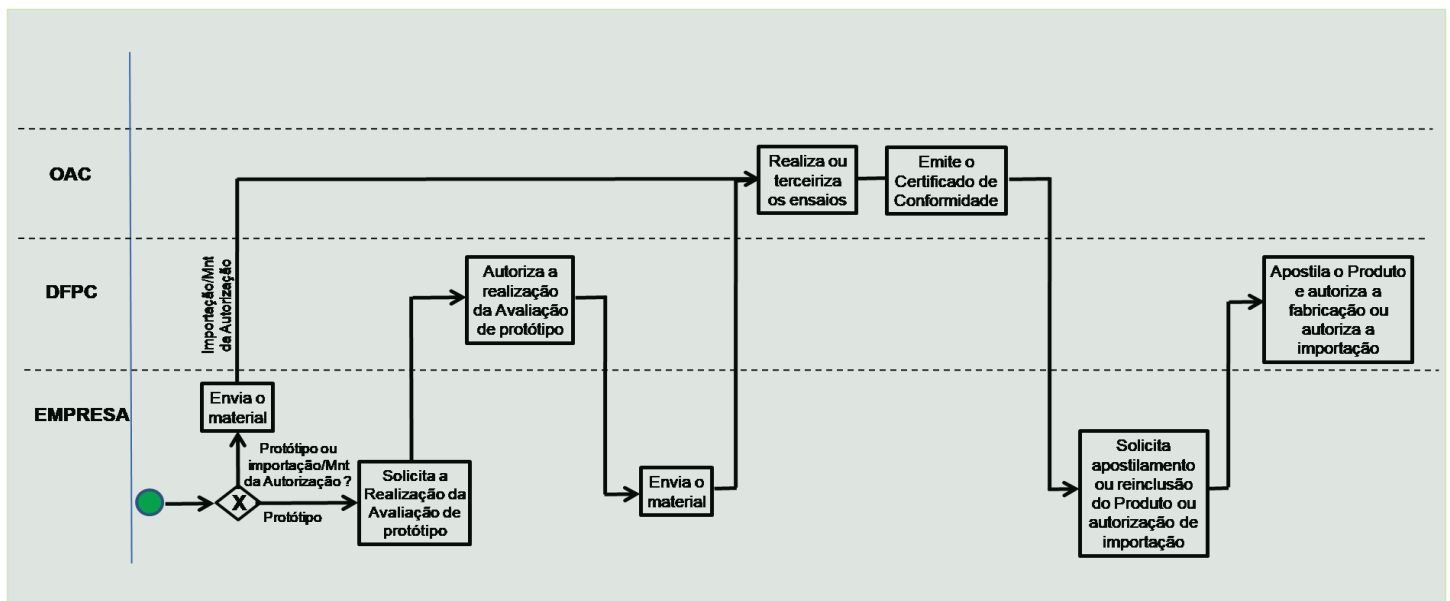 OAC
Realiza ou
terceiriza
os ensaios
Emite o
Certificado de
Conformidade
Importação/Mnt
da Autorização
DFPC
Autoriza a
realização
da Avaliação
de protótipo
Apostila o Produto
e autoriza a
fabricação ou
autoriza a
importação
EMPRESA
Envia o
material
Protótipo ou
importação/Mnt
da Autorização ?
X
Protótipo
Solicita a
Realização da
Avaliação de
protótipo
Envia o
material
Solicita
apostilamento
ou reinclusão
do Produto ou
autorização de
importação